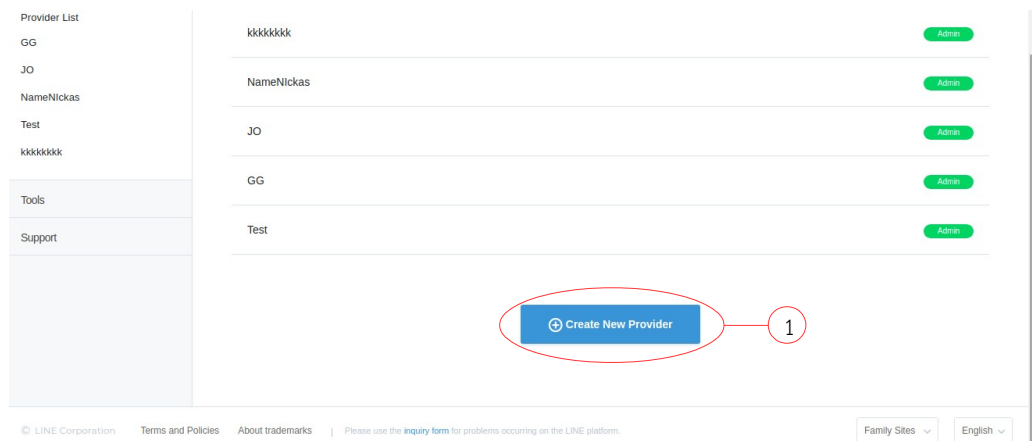 Provider List
GG
JO
NameNIckas
Test
kkkkkkkk
Tools
Support
kkkkkkkk Admin
NameNIckas Admin
JO Admin
GG Admin
Test Admin
Create New Provider
1
© LINE Corporation Terms and Policies About trademarks | Please use the inquiry form for problems occurring on the LINE platform. Family Sites English